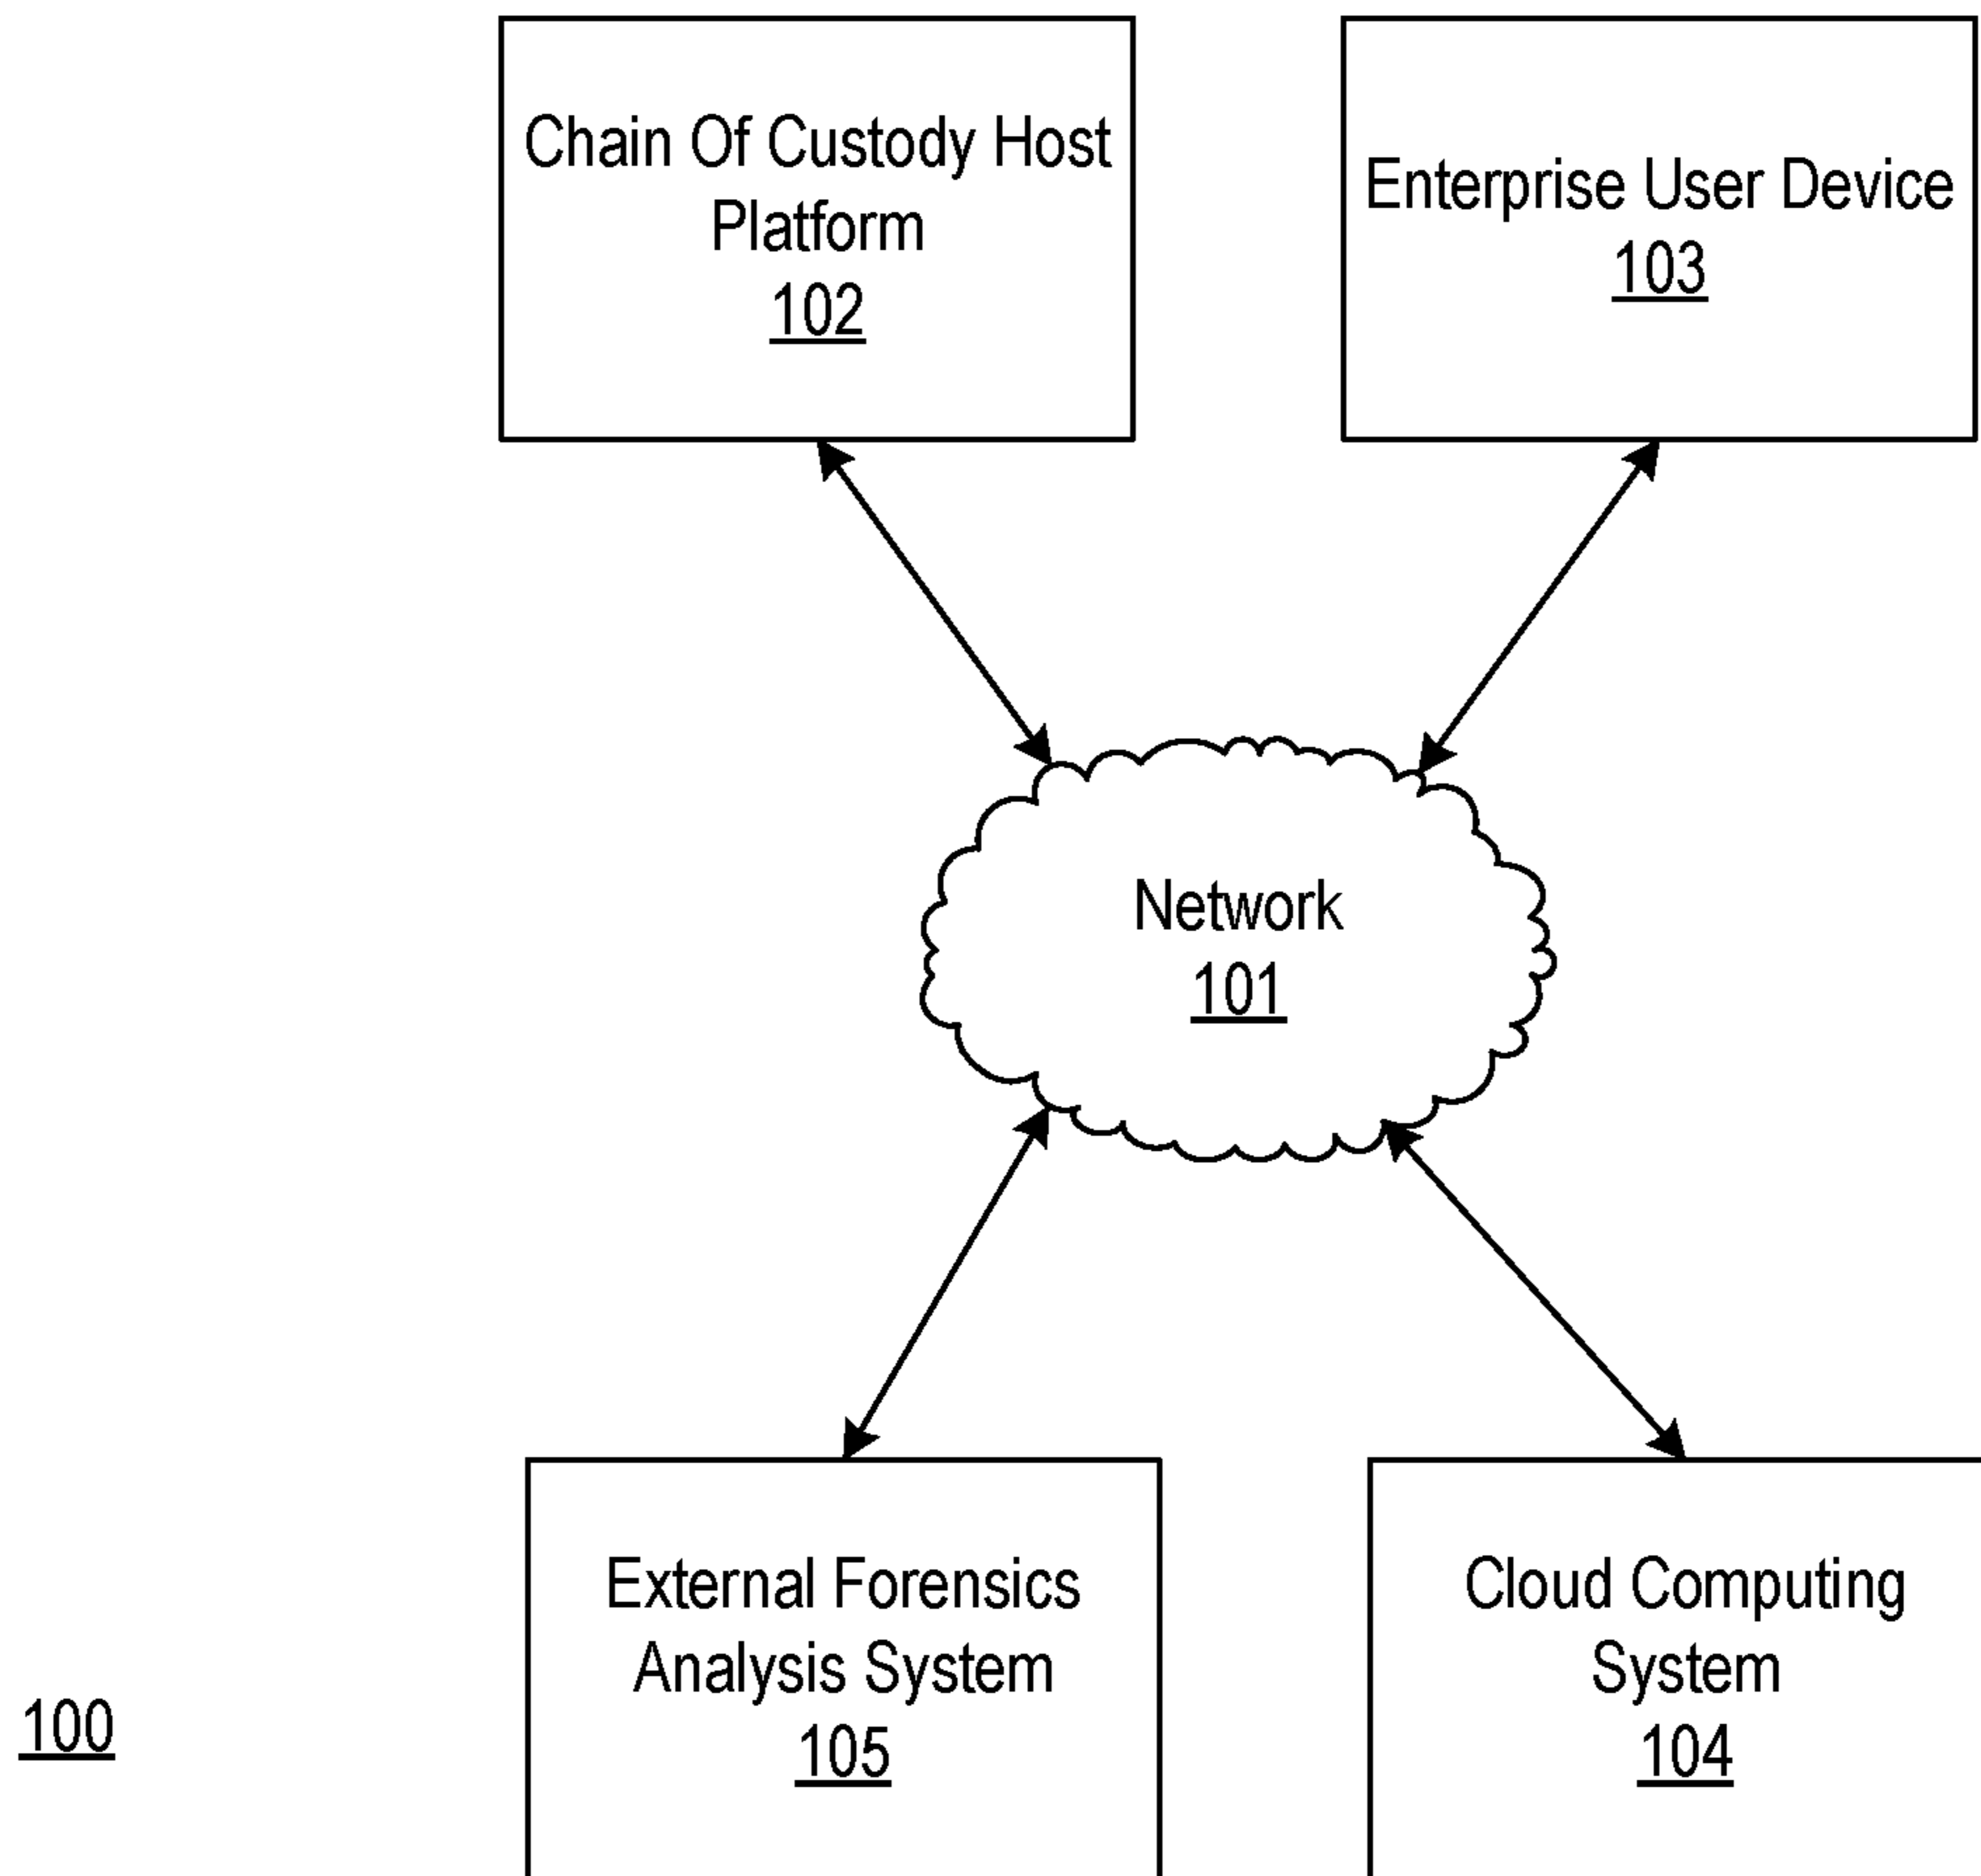 Chain Of Custody Host
Platform
102
Enterprise User Device
103
Network
101
External Forensics
Analysis System
105
Cloud Computing
System
104
100